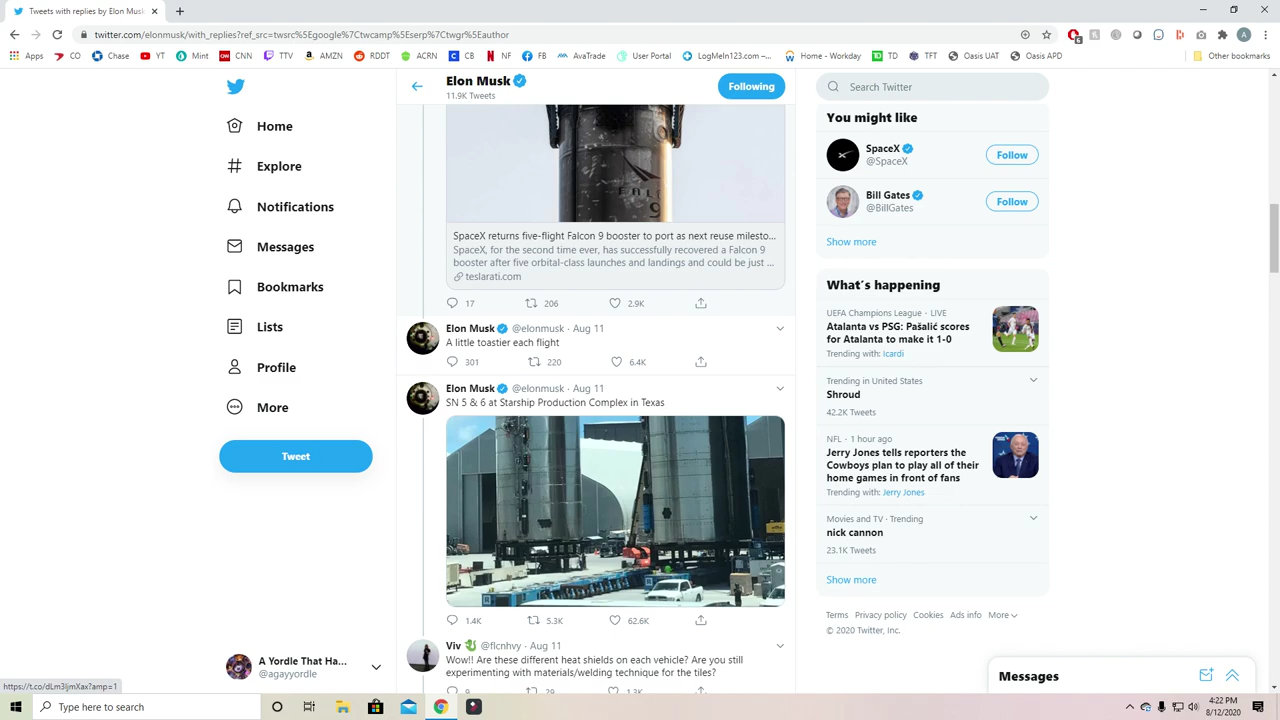 Tweets with replies by Elon Musk
twitter.com/elonmusk/with_replies?ref_src=twsrc%5Egoogle%7Ctwcamp%5Eserp%7Ctwgr%5Eauthor
6
A
Apps
Chase
CO
YT
Mint
CNN
TTV
AMZN
RDDT
ACRN
CB
NF
FB
AvaTrade
User Portal
LogMeIn123.com –...
Home - Workday
TD
TFT
Oasis UAT
Oasis APD
Other bookmarks
Home
Explore
Notifications
Messages
Bookmarks
Lists
Profile
More
Tweet
A Yordle That Ha...
@agayyordle
Elon Musk
11.9K Tweets
Following
9
SpaceX returns five-flight Falcon 9 booster to port as next reuse milesto...
SpaceX, for the second time ever, has successfully recovered a Falcon 9
booster after five orbital-class launches and landings and could be just ...
teslarati.com
17 206 2.9K
Elon Musk @elonmusk · Aug 11
A little toastier each flight
301 220 6.4K
Elon Musk @elonmusk · Aug 11
SN 5 & 6 at Starship Production Complex in Texas
1.4K 5.3K 62.6K
Viv @flcnhvy · Aug 11
Wow!! Are these different heat shields on each vehicle? Are you still
experimenting with materials/welding technique for the tiles?
9 29 1.3K
Search Twitter
You might like
SpaceX
@SpaceX
Follow
Bill Gates
@BillGates
Follow
Show more
What's happening
UEFA Champions League · LIVE
Atalanta vs PSG: Pašalić scores
for Atalanta to make it 1-0
Trending with: Icardi
Trending in United States
Shroud
42.2K Tweets
NFL · 1 hour ago
Jerry Jones tells reporters the
Cowboys plan to play all of their
home games in front of fans
Trending with: Jerry Jones
Movies and TV · Trending
nick cannon
23.1K Tweets
Show more
Terms Privacy policy Cookies Ads info More
© 2020 Twitter, Inc.
Messages
https://t.co/dLm3ljmXax?amp=1
Type here to search
4:22 PM
8/12/2020